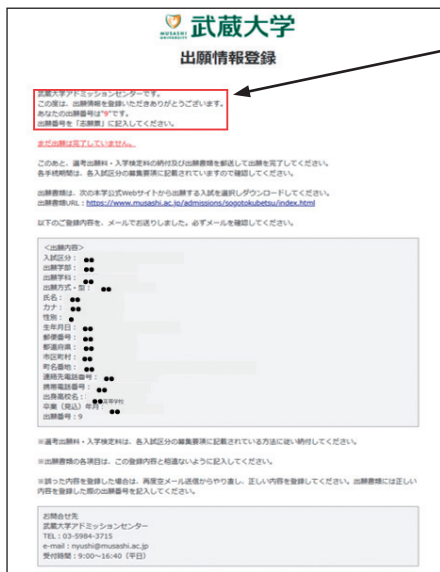 MUSASHI
UNIVERSITY
武蔵大学
出願情報登録
武蔵大学アドミッションセンターです。
この度は、出願情報を登録いただきありがとうございます。
あなたの出願番号は"9"です。
出願番号を「志願票」に記入してください。
まだ出願は完了していません。
このあと、選考出願料・入学検定料の納付及び出願書類を郵送して出願を完了してください。
各手続期間は、各入試区分の募集要項に記載されていますので確認してください。
出願書類は、次の本学公式Webサイトから出願する入試を選択しダウンロードしてください。
出願書類URL:https://www.musashi.ac.jp/admissions/sogotokubetsu/index.html
以下のご登録内容を、メールでお送りしました。必ずメールを確認してください。
<出願内容>
入試区分: ●●
出願学部: ●●
出願学科: ●●
出願方式・型: ●●
氏名: ●●
カナ: ●●
性別: ●
生年月日: ●●
郵便番号: ●●
都道府県: ●●
市区町村: ●●
町名番地: ●●
連絡先電話番号: ●●
携帯電話番号: ●●
出身高校名: ●●高等学校
卒業(見込)年月: ●●
出願番号:9
※選考出願料・入学検定料は、各入試区分の募集要項に記載されている方法に従い納付してください。
※出願書類の各項目は、この登録内容と相違ないように記入してください。
※誤った内容を登録した場合は、再度空メール送信からやり直し、正しい内容を登録してください。出願書類には正しい
内容を登録した際の出願番号を記入してください。
お問合せ先
武蔵大学アドミッションセンター
TEL:03-5984-3715
e-mail:nyushi@musashi.ac.jp
受付時間:9:00~16:40(平日)